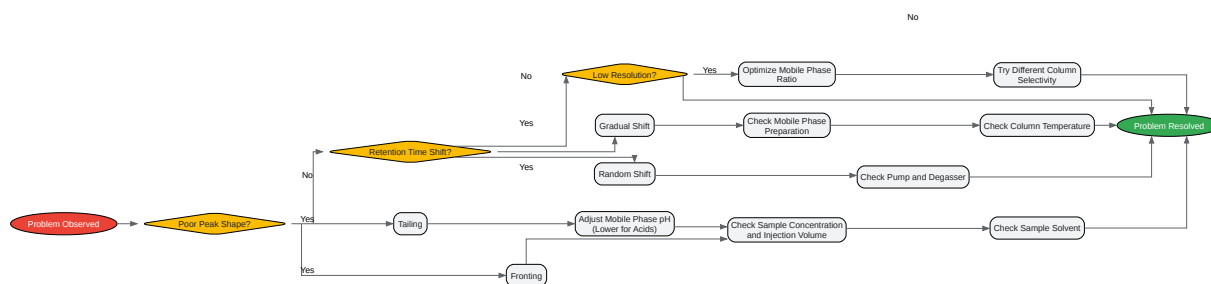 No
No
Low Resolution?
Yes
Optimize Mobile Phase
Ratio
Try Different Column
Selectivity
Yes
Gradual Shift
Check Mobile Phase
Preparation
Check Column Temperature
Problem Resolved
Retention Time Shift?
Yes
Random Shift
Check Pump and Degasser
No
Problem Observed
Poor Peak Shape?
Yes
Tailing
Adjust Mobile Phase pH
(Lower for Acids)
Check Sample Concentration
and Injection Volume
Check Sample Solvent
Yes
Fronting